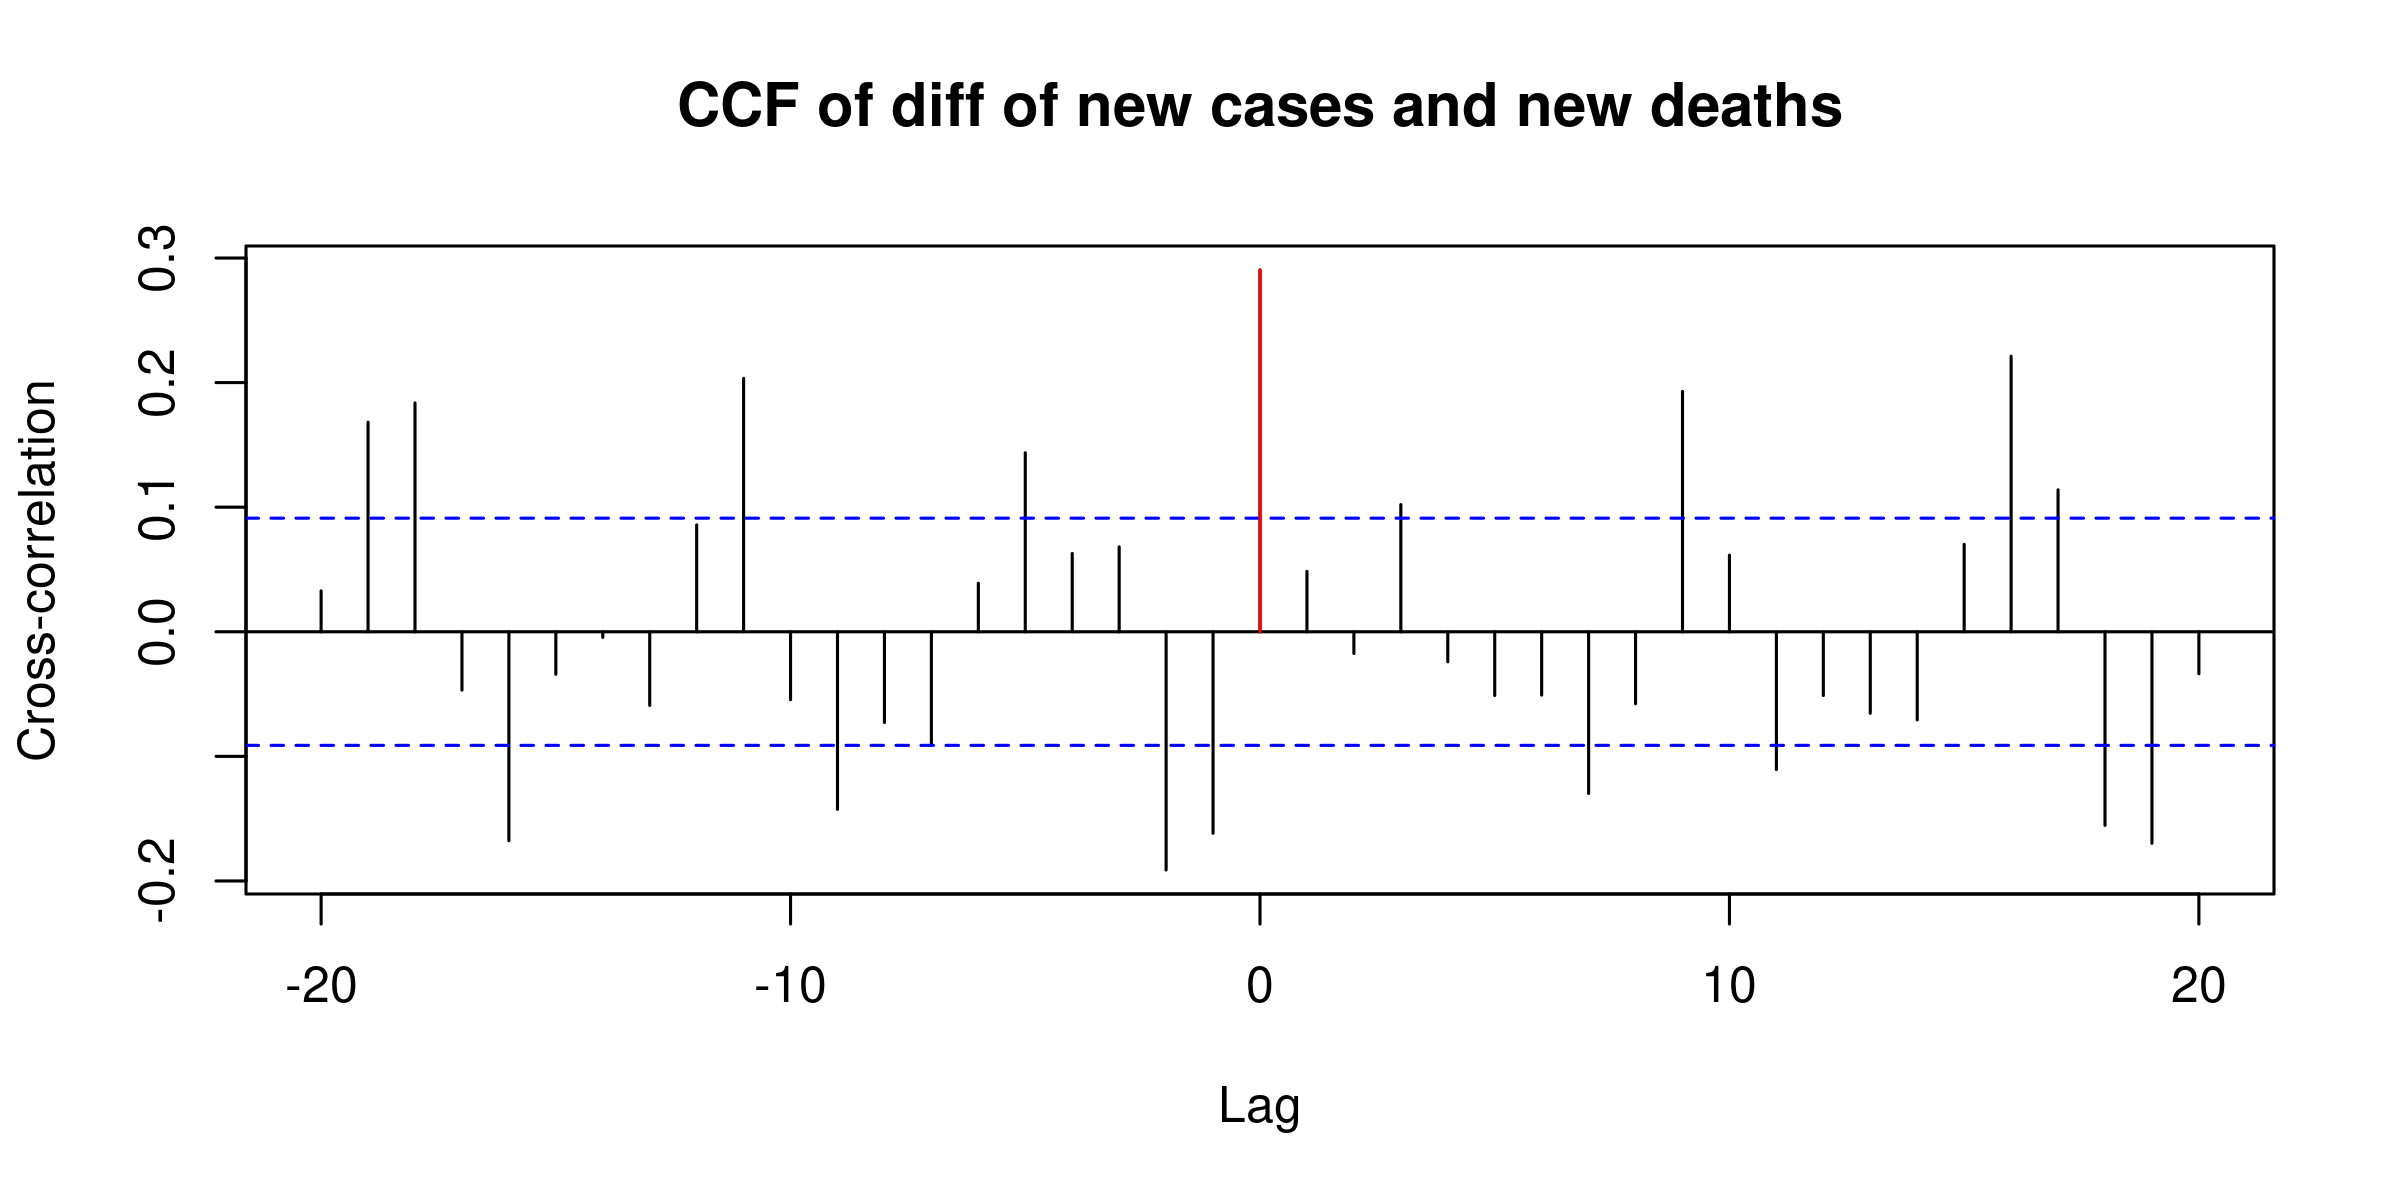 CCF of diff of new cases and new deaths
Cross-correlation
0.3
0.2
0.1
0.0
-0.2
-20 -10 0 10 20
Lag